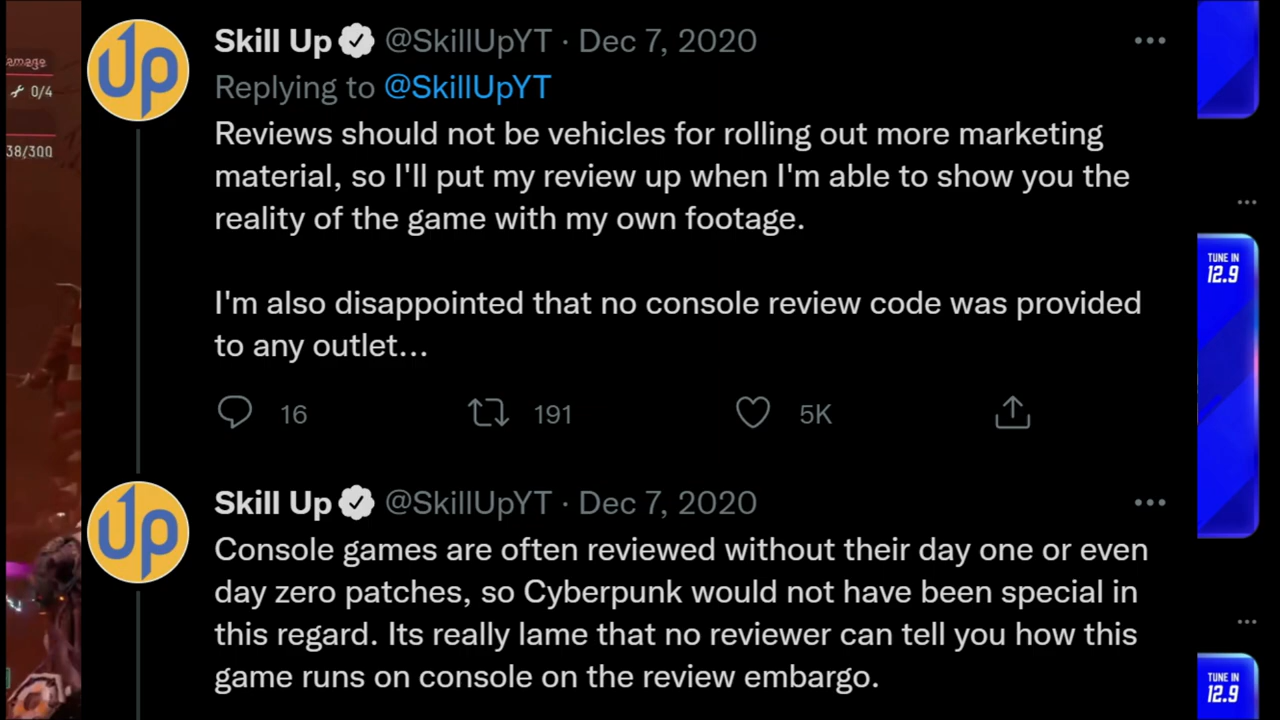 Skill Up @SkillUpYT · Dec 7, 2020
Replying to @SkillUpYT
Reviews should not be vehicles for rolling out more marketing
material, so I'll put my review up when I'm able to show you the
reality of the game with my own footage.
I'm also disappointed that no console review code was provided
to any outlet...
16 191 5K
Skill Up @SkillUpYT · Dec 7, 2020
Console games are often reviewed without their day one or even
day zero patches, so Cyberpunk would not have been special in
this regard. Its really lame that no reviewer can tell you how this
game runs on console on the review embargo.
Up
Up
0/4
38/300
TUNE IN
12.9
TUNE IN
12.9